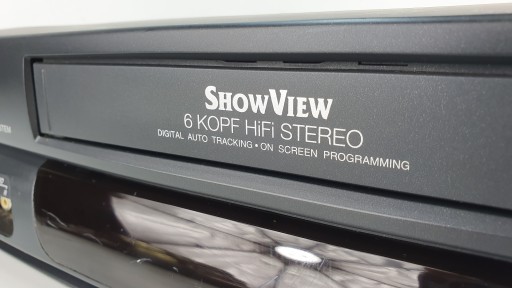 SHOWVIEW
6 KOPF HiFi STEREO
DIGITAL AUTO TRACKING • ON SCREEN PROGRAMMING